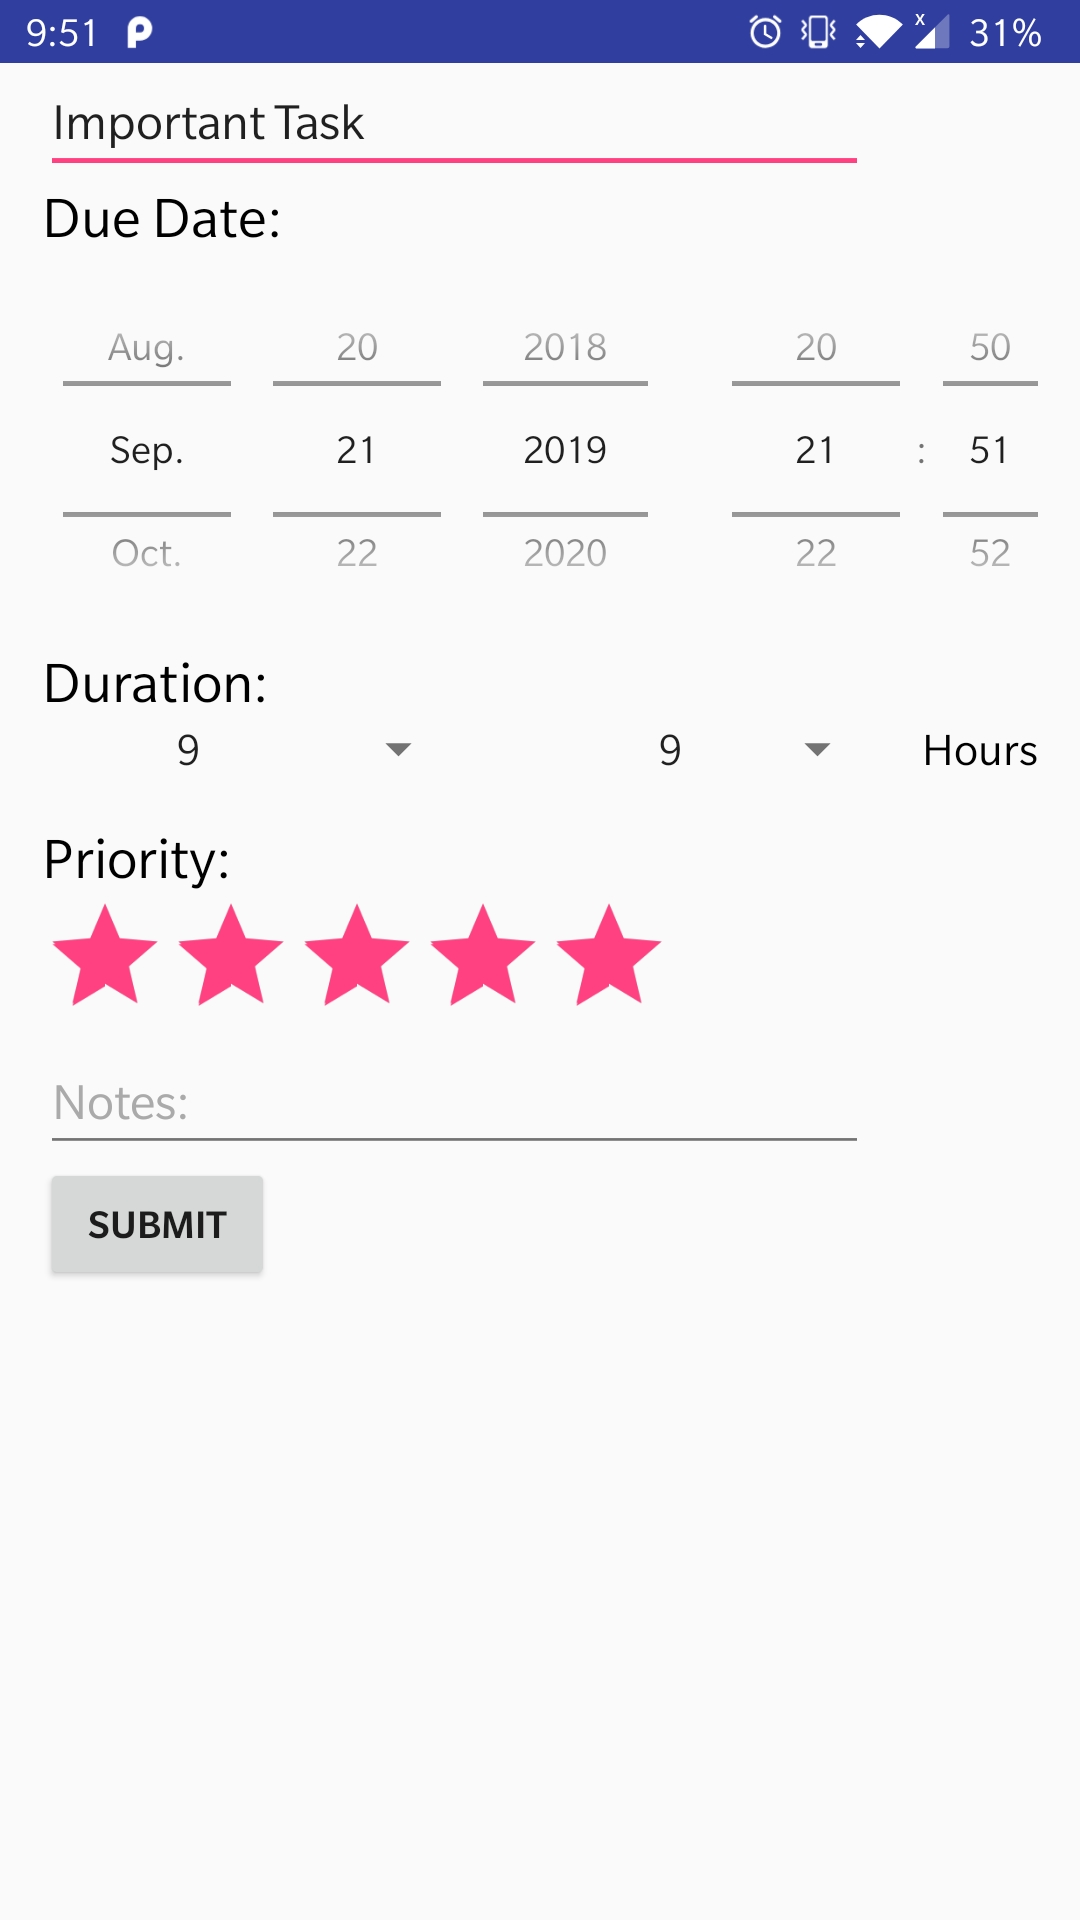 9:51 31%
Important Task
Due Date:
Aug. 20 2018 20 50
Sep. 21 2019 21 : 51
Oct. 22 2020 22 52
Duration:
9 9 Hours
Priority:
Notes:
SUBMIT